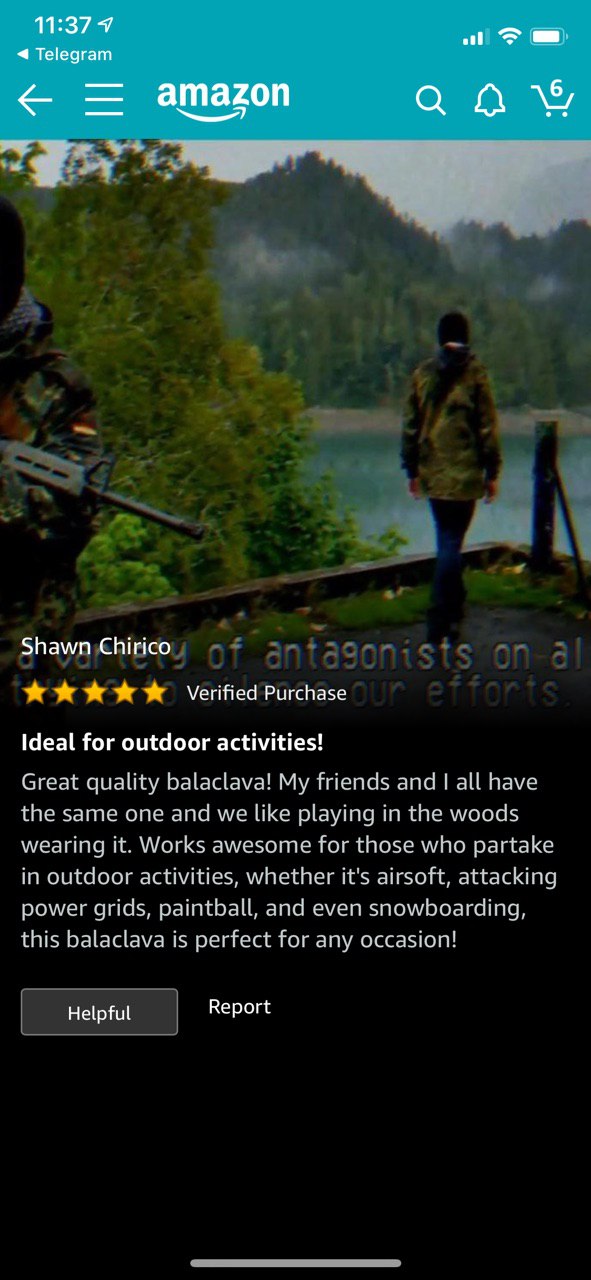 11:37
Telegram
amazon
6
Shawn Chirico
a variety of antagonists on al
Verified Purchase
our efforts.
Ideal for outdoor activities!
Great quality balaclava! My friends and I all have
the same one and we like playing in the woods
wearing it. Works awesome for those who partake
in outdoor activities, whether it's airsoft, attacking
power grids, paintball, and even snowboarding,
this balaclava is perfect for any occasion!
Helpful
Report